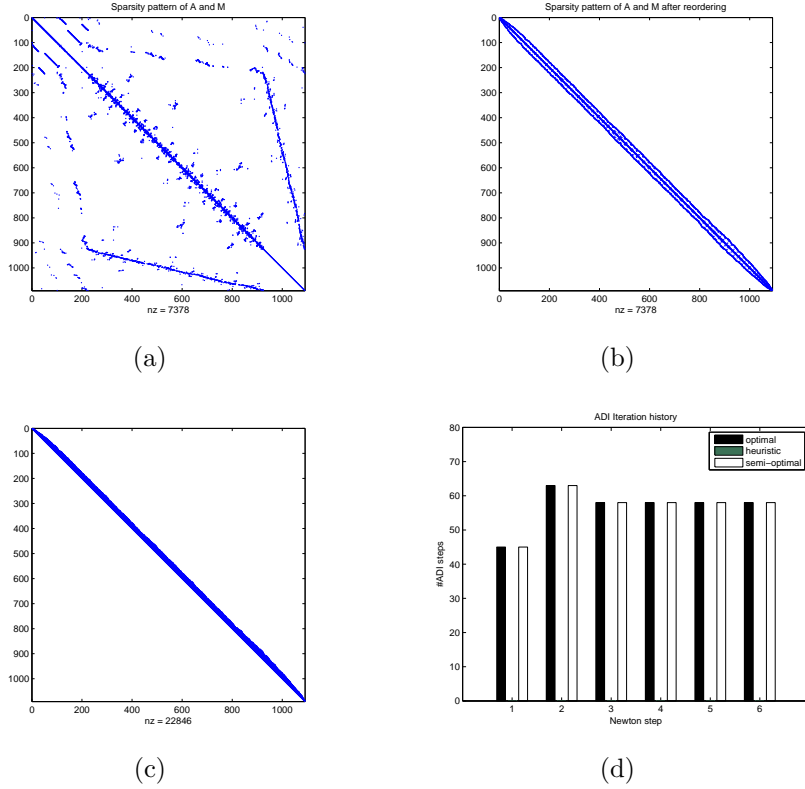 Sparsity pattern of A and M
0
100
200
300
400
500
600
700
800
900
1000
0 200 400 600 800 1000
nz = 7378
(a)
Sparsity pattern of A and M after reordering
0
100
200
300
400
500
600
700
800
900
1000
0 200 400 600 800 1000
nz = 7378
(b)
0
100
200
300
400
500
600
700
800
900
1000
0 200 400 600 800 1000
nz = 22846
(c)
ADI Iteration history
80
70
60
50
40
30
20
10
0
#ADI steps
optimal
heuristic
semi-optimal
1 2 3 4 5 6
Newton step
(d)